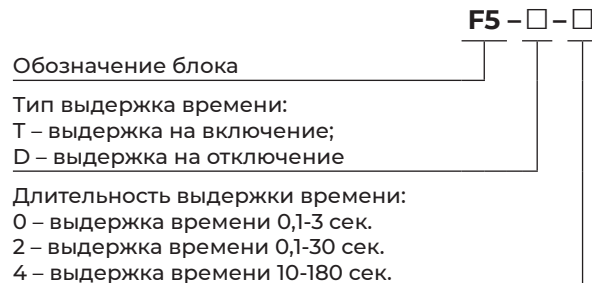 F5 – □ – □
Обозначение блока
Тип выдержка времени:
T – выдержка на включение;
D – выдержка на отключение
Длительность выдержки времени:
0 – выдержка времени 0,1-3 сек.
2 – выдержка времени 0,1-30 сек.
4 – выдержка времени 10-180 сек.